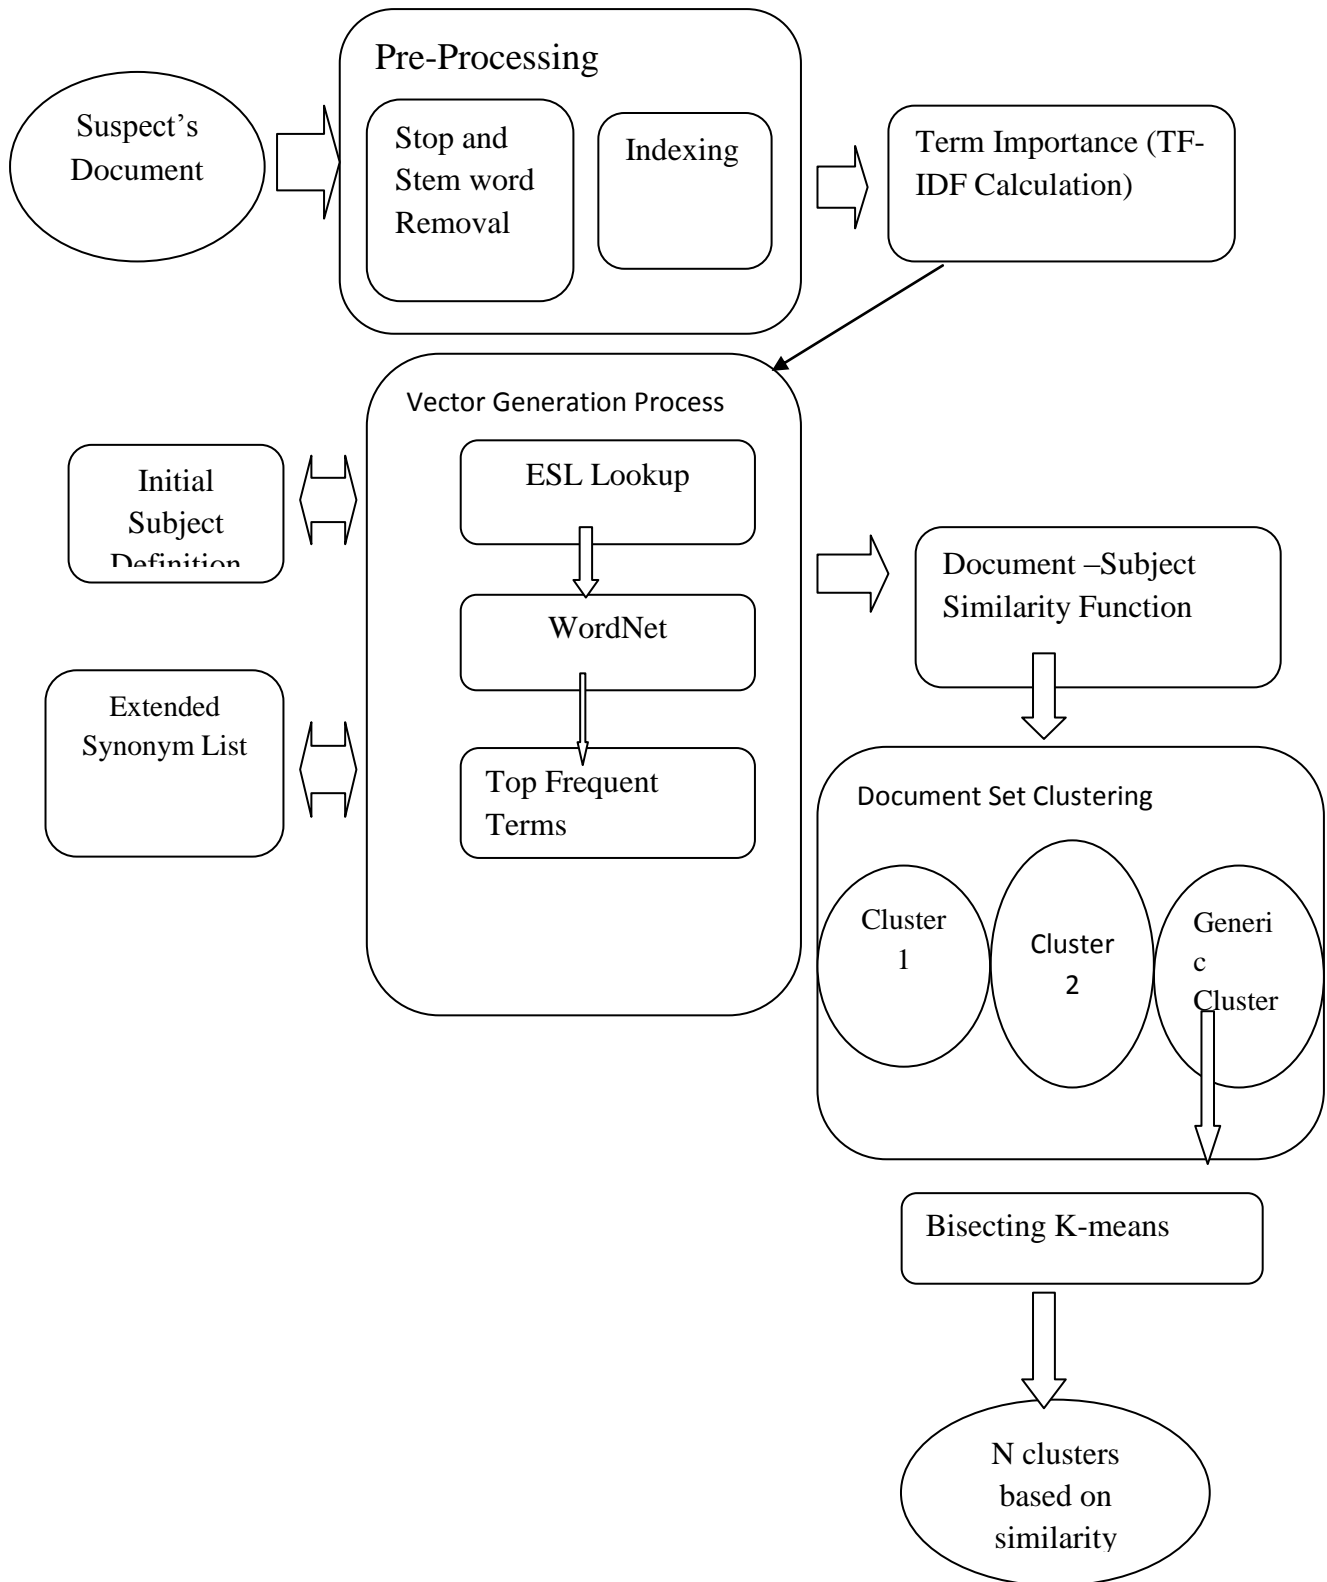 Pre-Processing
Suspect's
Document
Stop and
Stem word
Removal
Indexing
Term Importance (TF-
IDF Calculation)
Vector Generation Process
ESL Lookup
Initial
Subject
Definition
WordNet
Document –Subject
Similarity Function
Extended
Synonym List
Top Frequent
Terms
Document Set Clustering
Cluster
1
Cluster
2
Generi
c
Cluster
Bisecting K-means
N clusters
based on
similarity